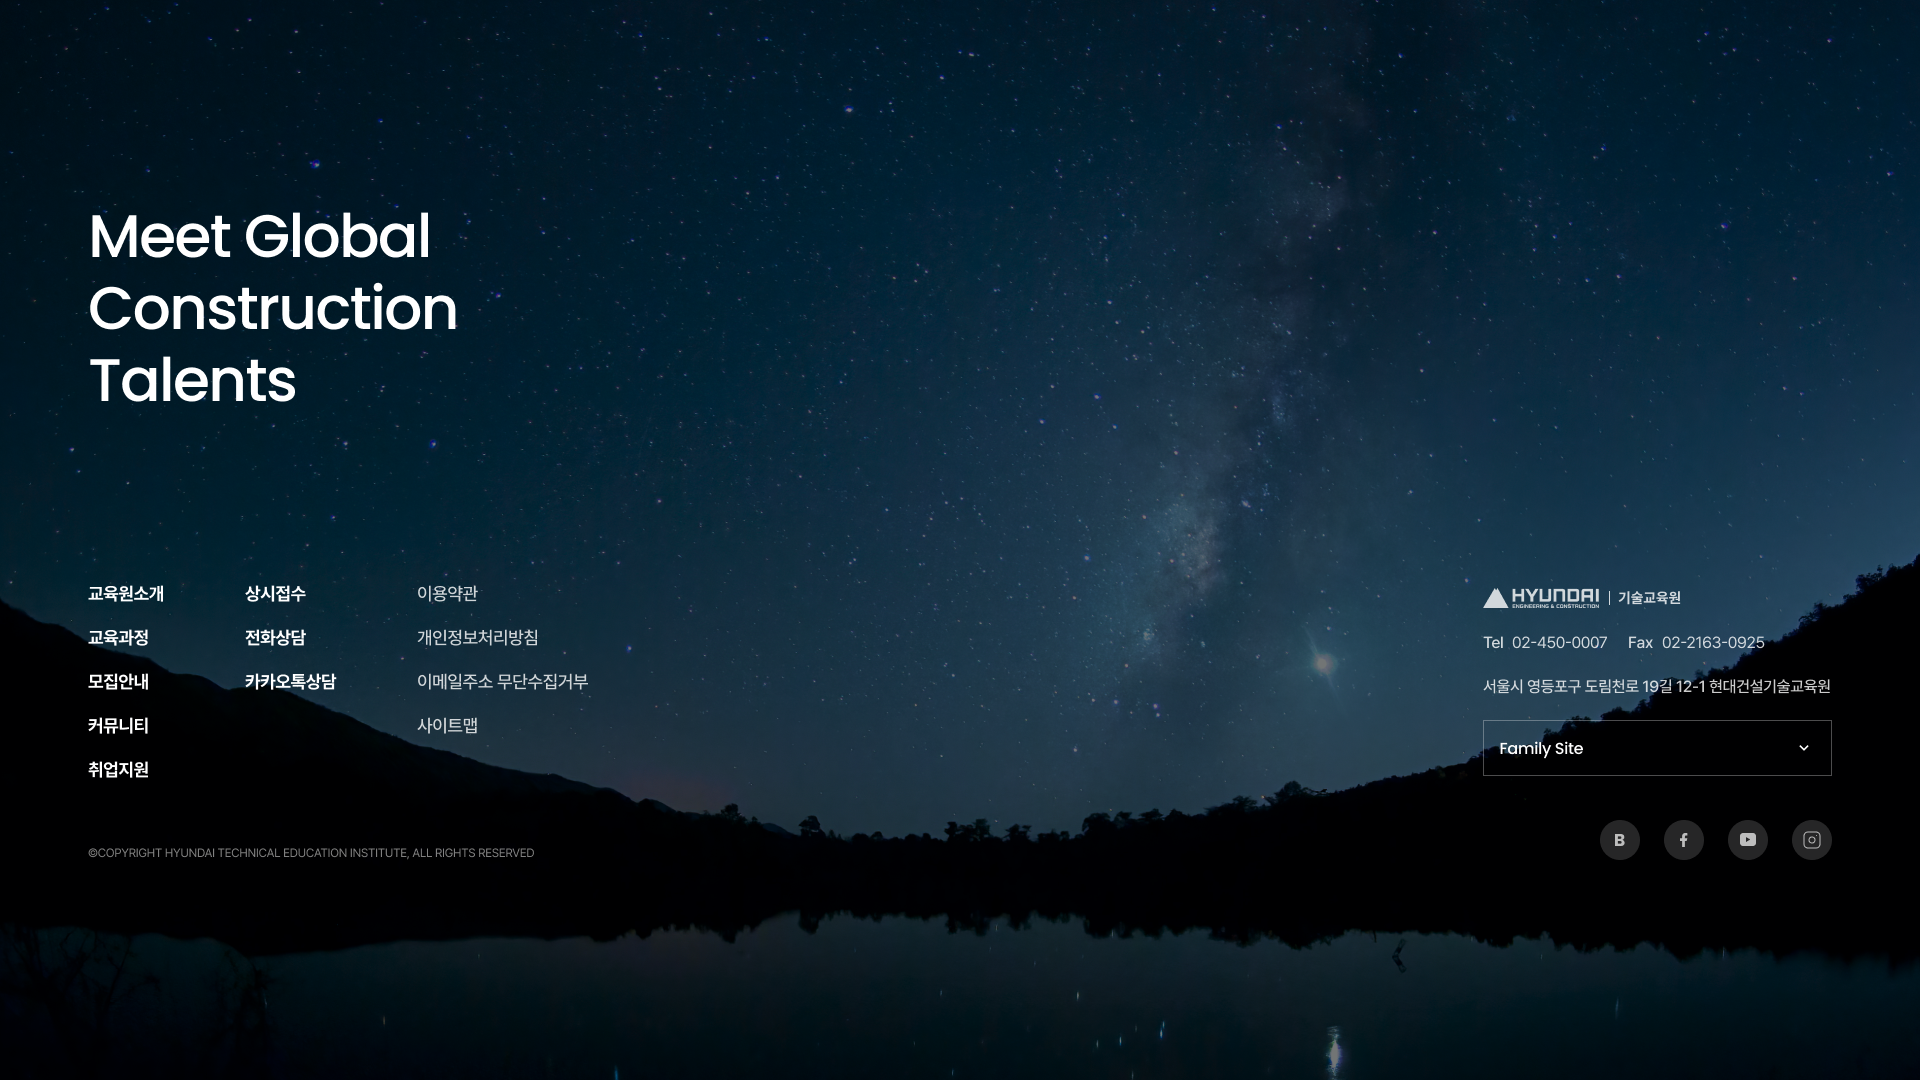 Meet Global
Construction
Talents
교육원소개
교육과정
모집안내
커뮤니티
취업지원
상시접수
전화상담
카카오톡상담
이용약관
개인정보처리방침
이메일주소 무단수집거부
사이트맵
©COPYRIGHT HYUNDAI TECHNICAL EDUCATION INSTITUTE, ALL RIGHTS RESERVED
HYUNDAI ENGINEERING & CONSTRUCTION | 기술교육원
Tel 02-450-0007 Fax 02-2163-0925
서울시 영등포구 도림천로 19길 12-1 현대건설기술교육원
Family Site
B